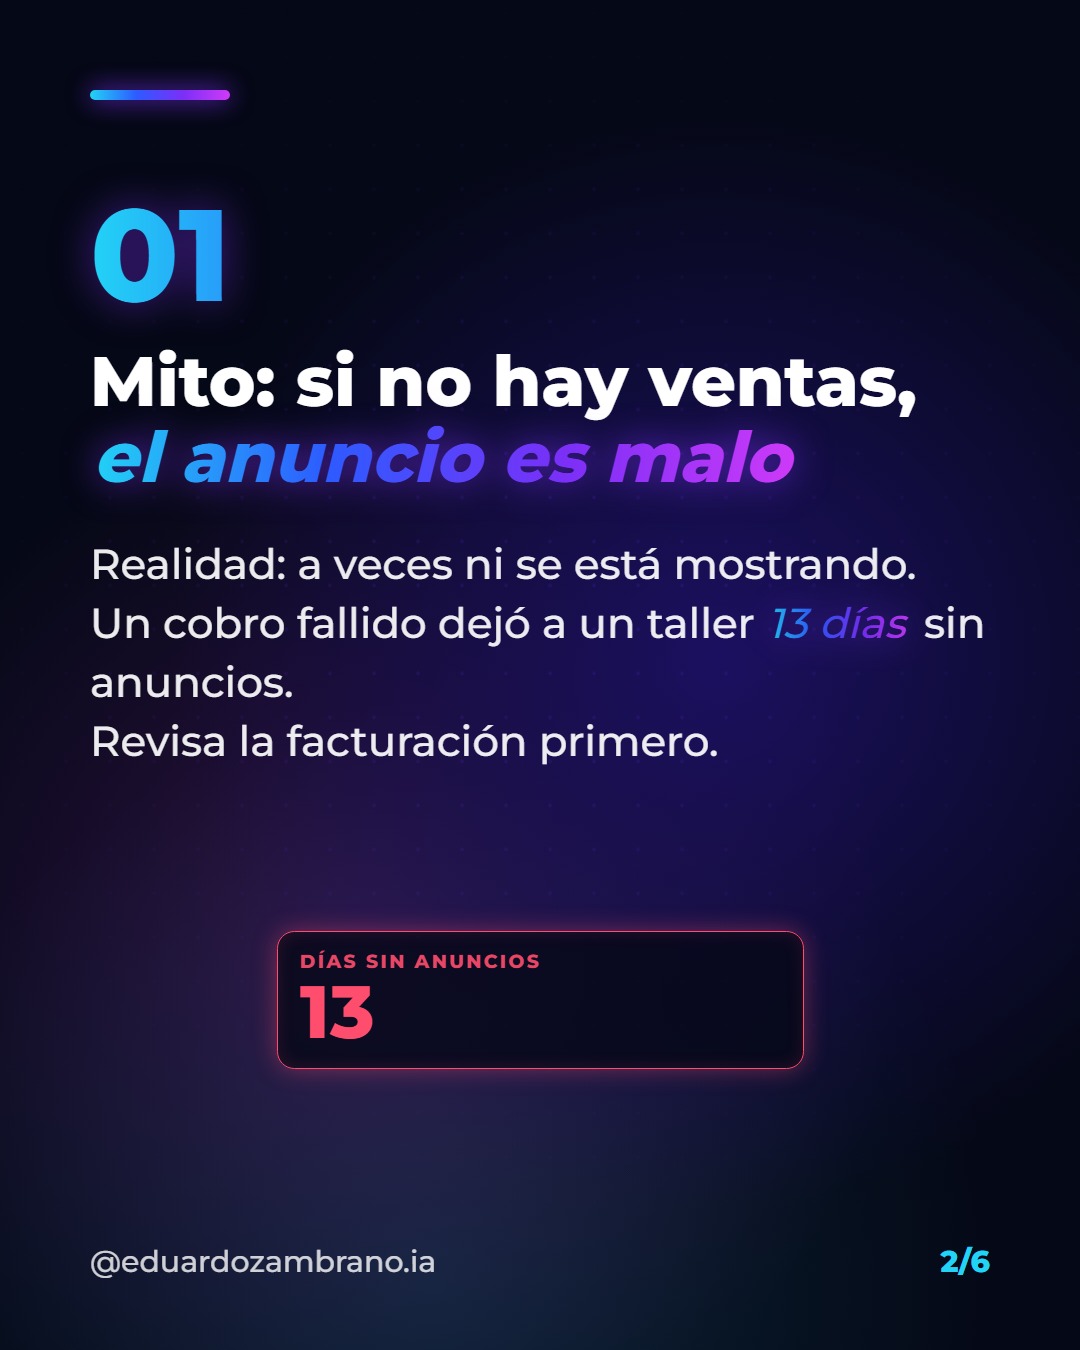 01
Mito: si no hay ventas,
el anuncio es malo
Realidad: a veces ni se está mostrando.
Un cobro fallido dejó a un taller 13 días sin
anuncios.
Revisa la facturación primero.
DÍAS SIN ANUNCIOS
13
@eduardozambrano.ia
2/6